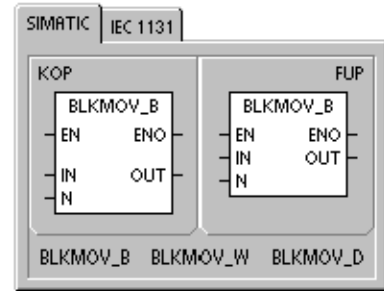 SIMATIC IEC 1131
KOP
BLKMOV_B
EN ENO
IN OUT
N
FUP
BLKMOV_B
EN ENO
IN OUT
N
BLKMOV_B BLKMOV_W BLKMOV_D